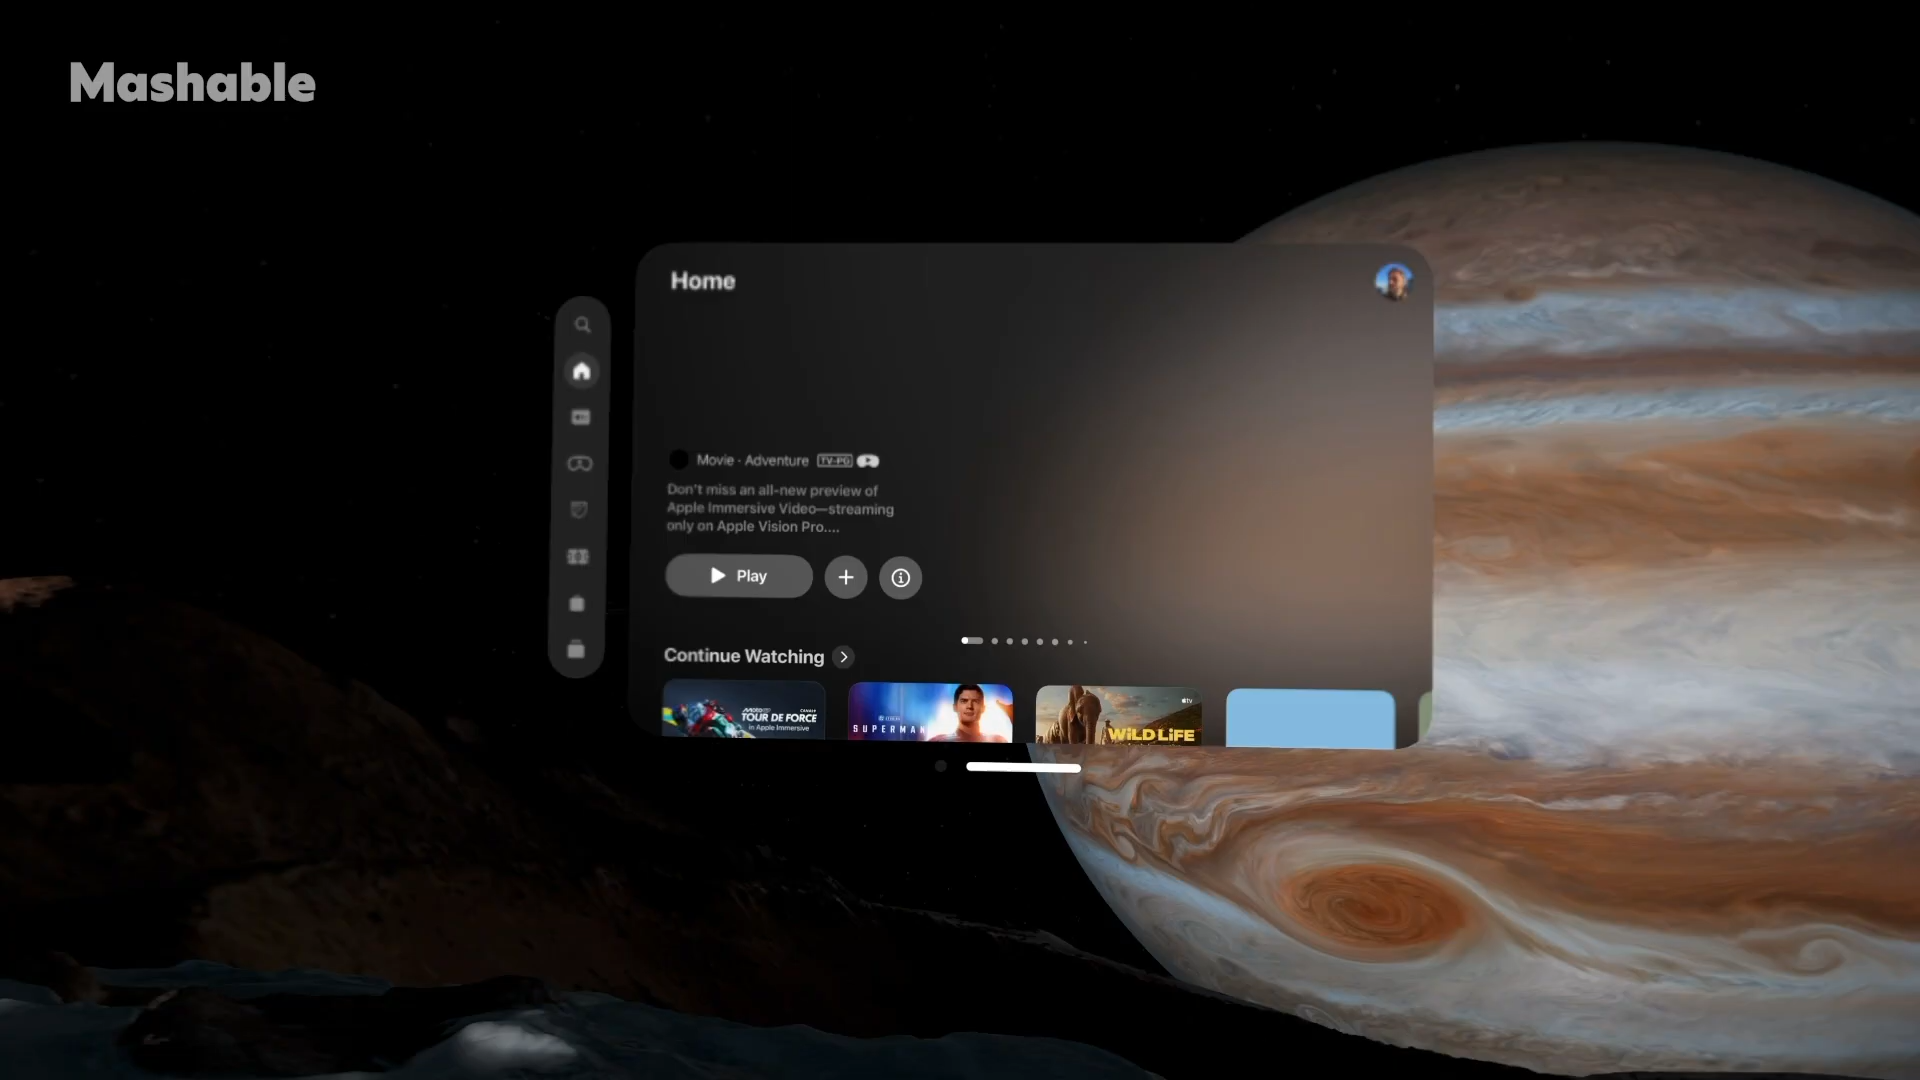 Mashable
Home
Movie · Adventure TV-PG
Don't miss an all-new preview of
Apple Immersive Video—streaming
only on Apple Vision Pro....
Play
Continue Watching
TOUR DE FORCE
in Apple Immersive
SUPERMAN
tv
WiLD LiFE